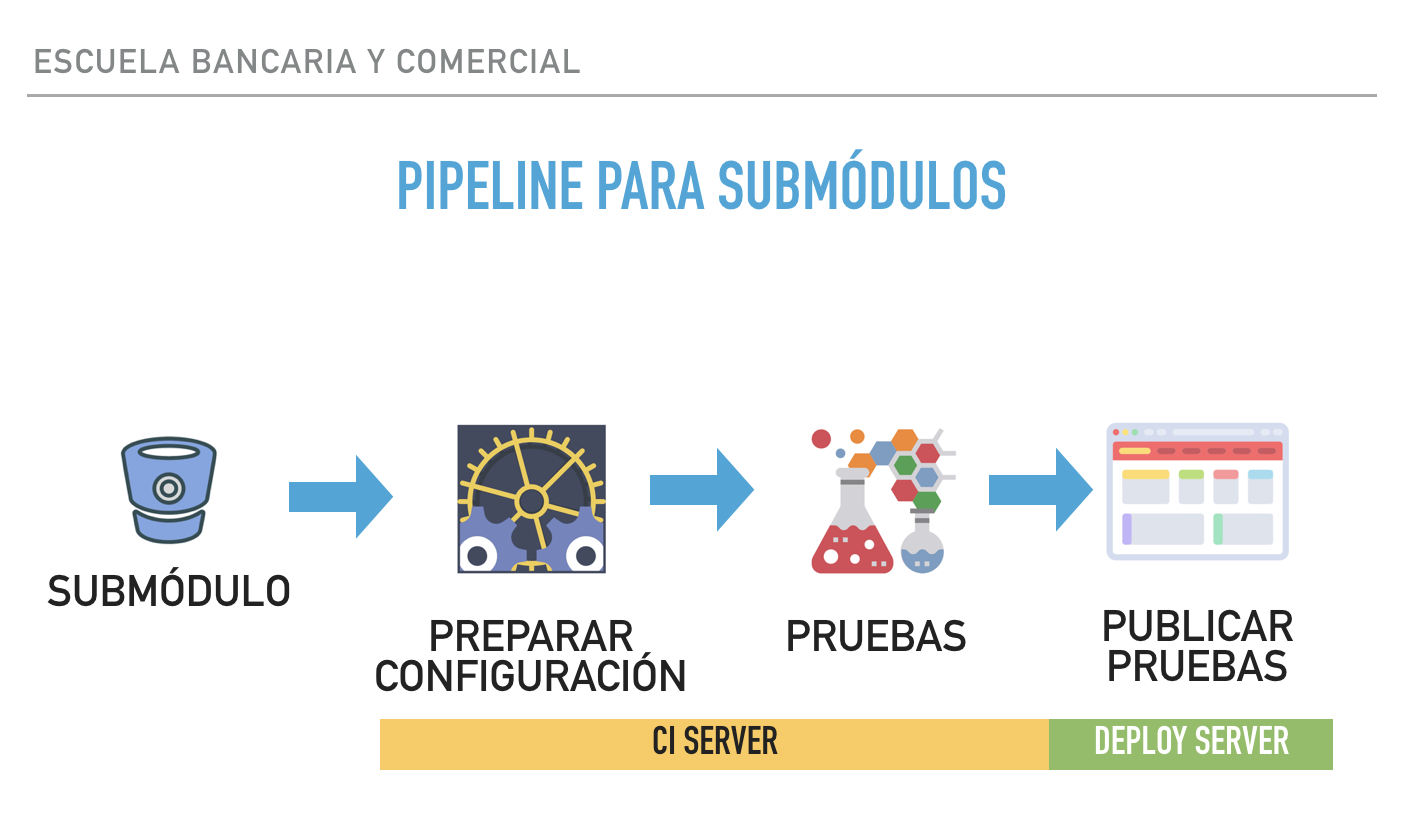 ESCUELA BANCARIA Y COMERCIAL
PIPELINE PARA SUBMÓDULOS
SUBMÓDULO
PREPARAR
CONFIGURACIÓN
PRUEBAS
PUBLICAR
PRUEBAS
CI SERVER
DEPLOY SERVER